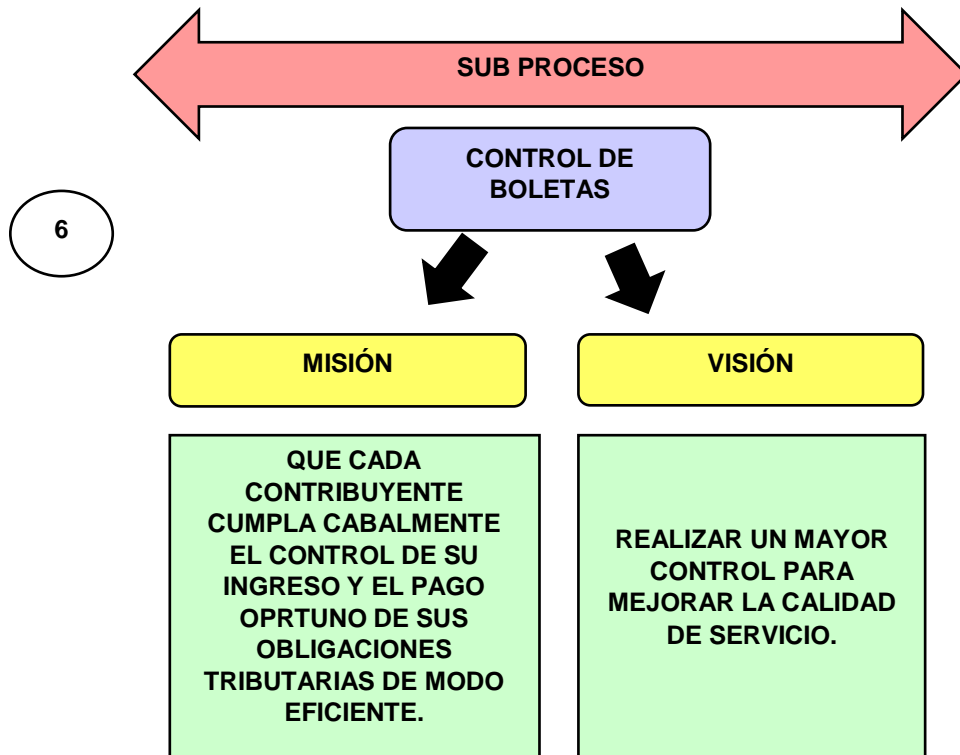 SUB PROCESO
CONTROL DE
BOLETAS
6
MISIÓN
VISIÓN
QUE CADA
CONTRIBUYENTE
CUMPLA CABALMENTE
EL CONTROL DE SU
INGRESO Y EL PAGO
OPRTUNO DE SUS
OBLIGACIONES
TRIBUTARIAS DE MODO
EFICIENTE.
REALIZAR UN MAYOR
CONTROL PARA
MEJORAR LA CALIDAD
DE SERVICIO.